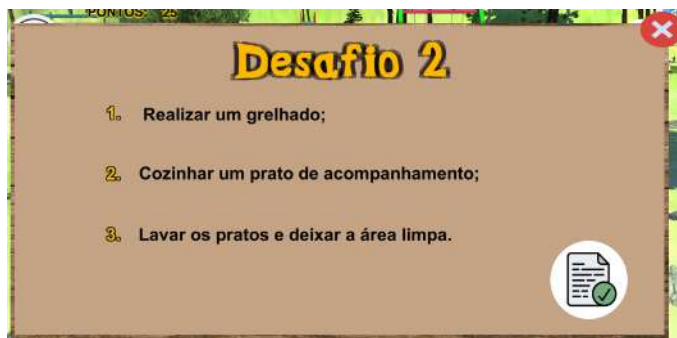 PONTOS: 25
Desafio 2
1. Realizar um grelhado;
2. Cozinhar um prato de acompanhamento;
3. Lavar os pratos e deixar a área limpa.